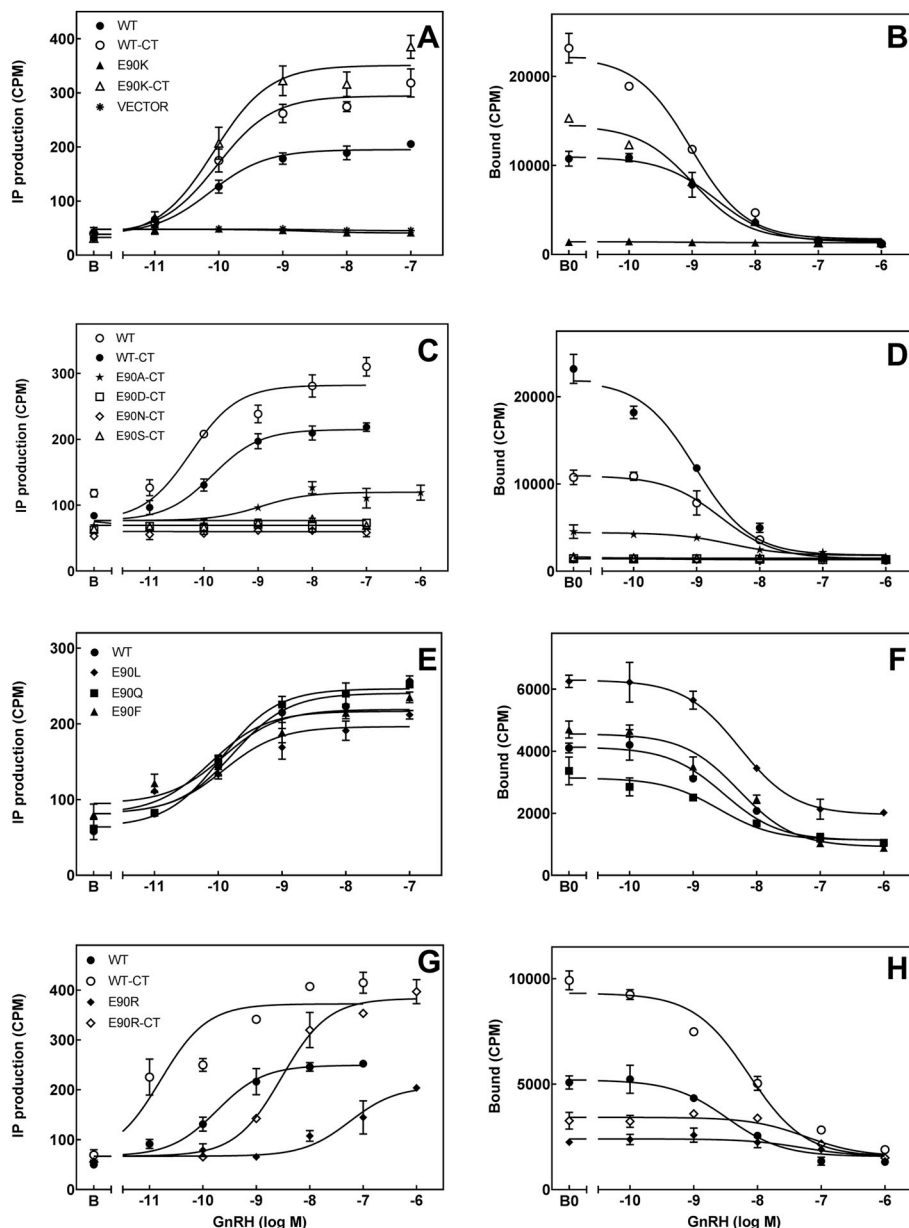 A
● WT
○ WT-CT
▲ E90K
△ E90K-CT
✱ VECTOR
IP production (CPM)
400
300
200
100
0
B -11 -10 -9 -8 -7
B
Bound (CPM)
20000
10000
0
B0 -10 -9 -8 -7 -6
C
○ WT
● WT-CT
★ E90A-CT
□ E90D-CT
◇ E90N-CT
△ E90S-CT
IP production (CPM)
300
200
100
0
B -11 -10 -9 -8 -7 -6
D
Bound (CPM)
20000
10000
0
B0 -10 -9 -8 -7 -6
E
● WT
◆ E90L
■ E90Q
▲ E90F
IP production (CPM)
300
200
100
0
B -11 -10 -9 -8 -7
F
Bound (CPM)
6000
4000
2000
0
B0 -10 -9 -8 -7 -6
G
● WT
○ WT-CT
◆ E90R
◇ E90R-CT
IP production (CPM)
400
300
200
100
0
B -11 -10 -9 -8 -7 -6
GnRH (log M)
H
Bound (CPM)
10000
5000
0
B0 -10 -9 -8 -7 -6
GnRH (log M)